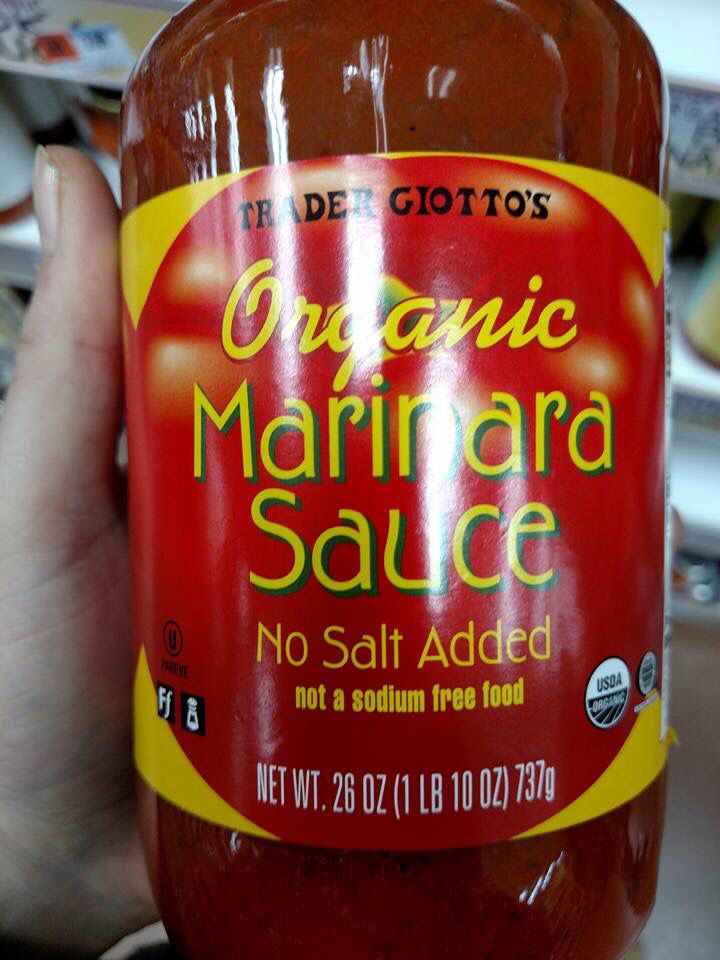 TRADER GIOTTO'S
Organic
Marinara
Sauce
No Salt Added
not a sodium free food
U
PAREVE
Ff
USDA
ORGANIC
NET WT. 26 OZ (1 LB 10 OZ) 737g